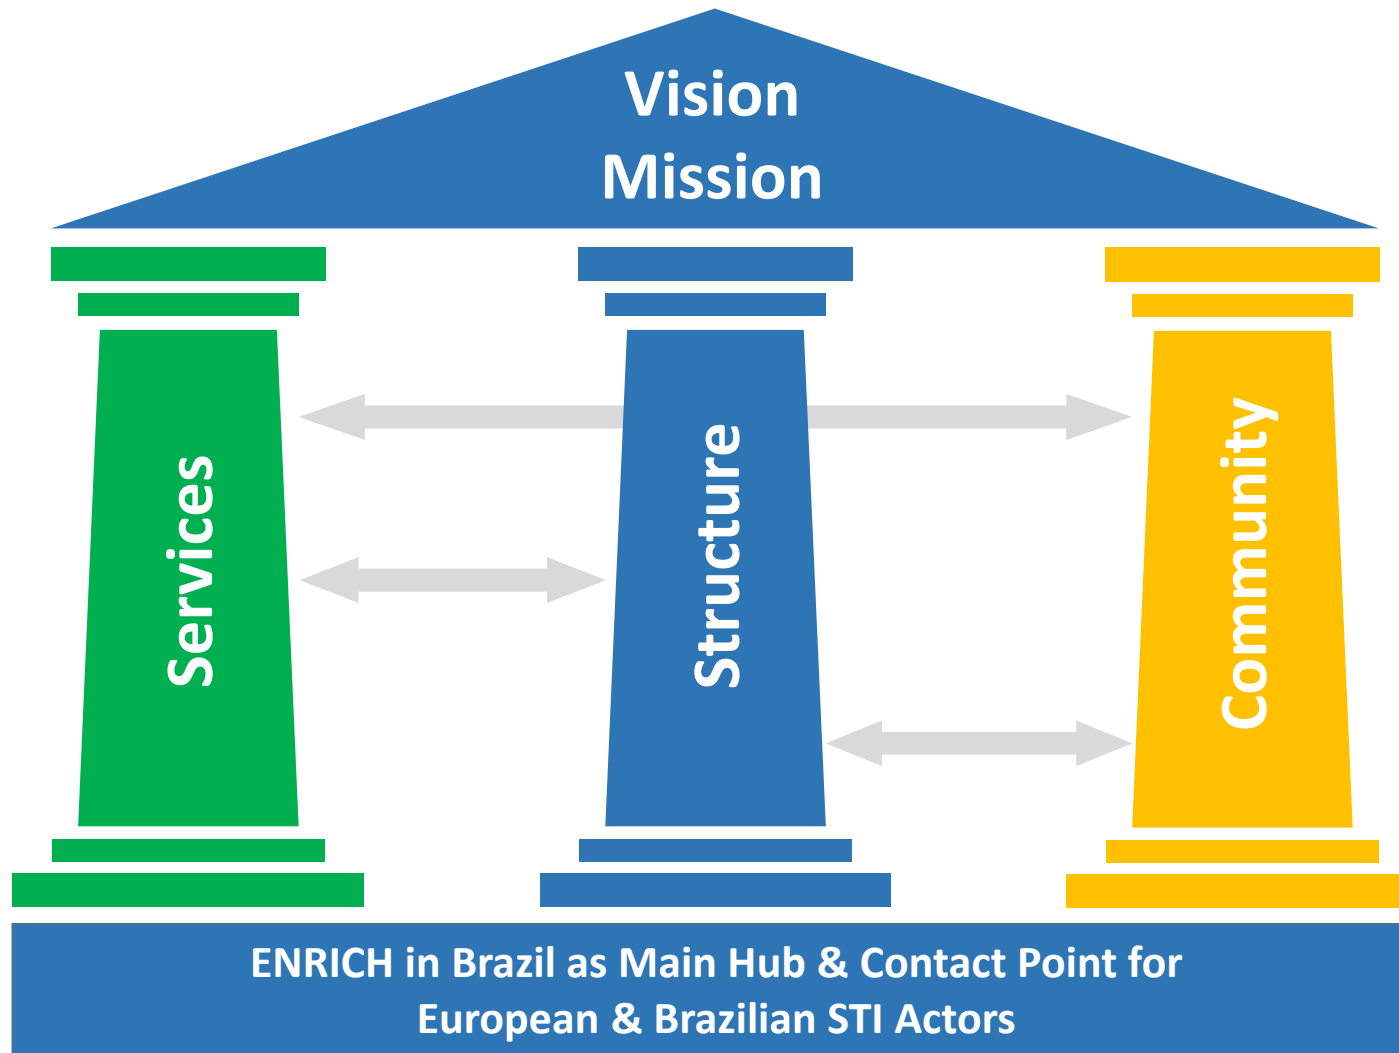 Vision
Mission
Services
Structure
Community
ENRICH in Brazil as Main Hub & Contact Point for
European & Brazilian STI Actors